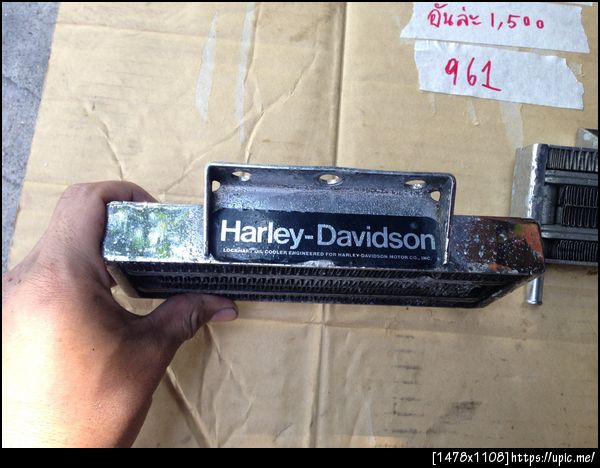 อันล่ะ 1,500
961
Harley-Davidson
LOCKHART OIL COOLER ENGINEERED FOR HARLEY-DAVIDSON MOTOR CO., INC.
[1478x1108]https://upic.me/